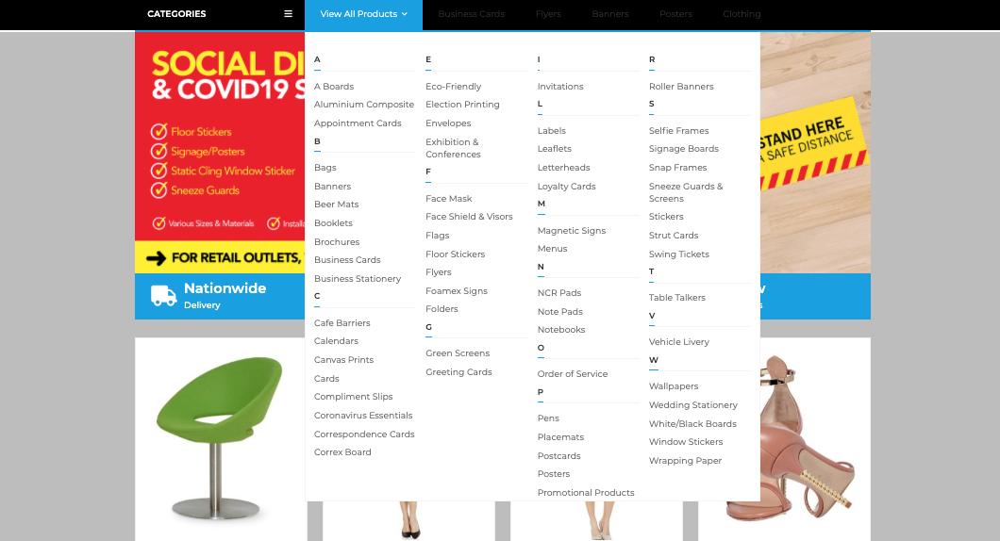 CATEGORIES
View All Products
Business Cards
Flyers
Banners
Posters
Clothing
SOCIAL DI
& COVID19 S
Floor Stickers
Signage/Posters
Static Cling Window Sticker
Sneeze Guards
Various Sizes & Materials
Installa
FOR RETAIL OUTLETS,
Nationwide
Delivery
A
A Boards
Aluminium Composite
Appointment Cards
B
Bags
Banners
Beer Mats
Booklets
Brochures
Business Cards
Business Stationery
C
Cafe Barriers
Calendars
Canvas Prints
Cards
Compliment Slips
Coronavirus Essentials
Correspondence Cards
Correx Board
E
Eco-Friendly
Election Printing
Envelopes
Exhibition &
Conferences
F
Face Mask
Face Shield & Visors
Flags
Floor Stickers
Flyers
Foamex Signs
Folders
G
Green Screens
Greeting Cards
I
Invitations
L
Labels
Leaflets
Letterheads
Loyalty Cards
M
Magnetic Signs
Menus
N
NCR Pads
Note Pads
Notebooks
O
Order of Service
P
Pens
Placemats
Postcards
Posters
Promotional Products
R
Roller Banners
S
Selfie Frames
Signage Boards
Snap Frames
Sneeze Guards &
Screens
Stickers
Strut Cards
Swing Tickets
T
Table Talkers
V
Vehicle Livery
W
Wallpapers
Wedding Stationery
White/Black Boards
Window Stickers
Wrapping Paper
STAND HERE
A SAFE DISTANCE